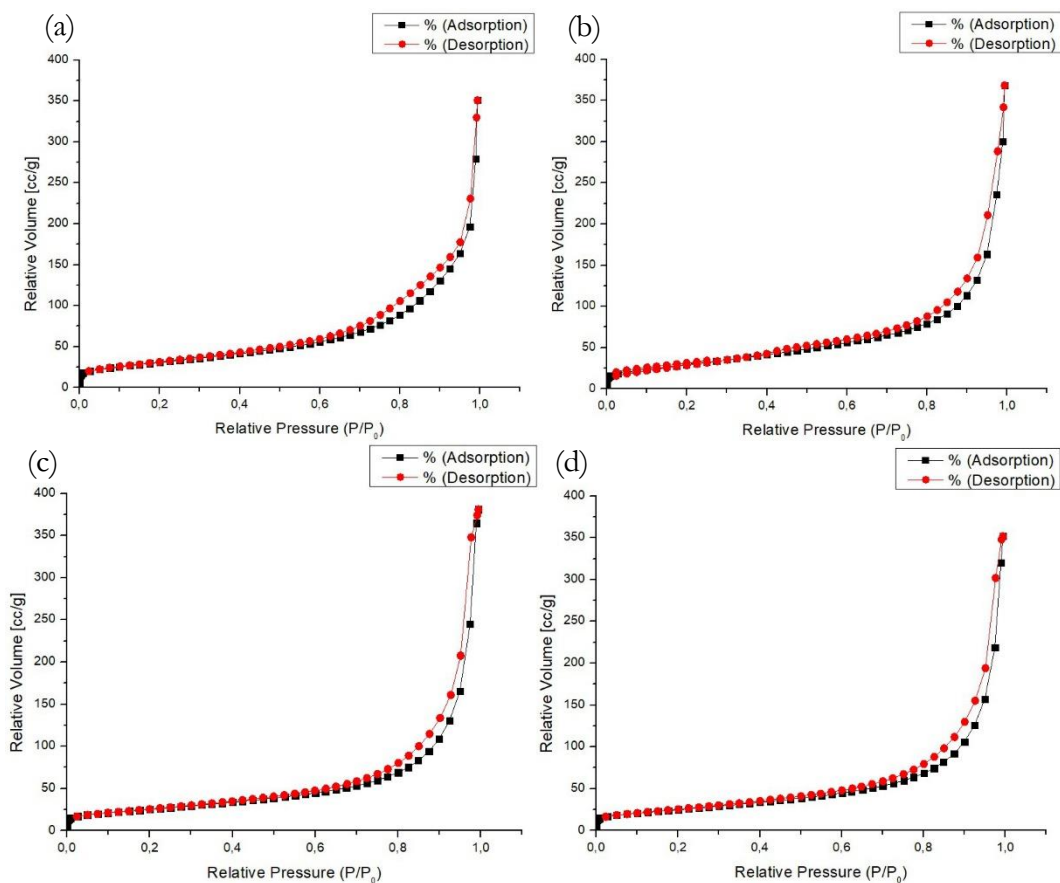 (a)
% (Adsorption)
% (Desorption)
400
350
300
250
200
150
100
50
0
Relative Volume [cc/g]
0,0 0,2 0,4 0,6 0,8 1,0
Relative Pressure (P/P₀)
(b)
% (Adsorption)
% (Desorption)
400
350
300
250
200
150
100
50
0
Relative Volume [cc/g]
0,0 0,2 0,4 0,6 0,8 1,0
Relative Pressure (P/P₀)
(c)
% (Adsorption)
% (Desorption)
400
350
300
250
200
150
100
50
0
Relative Volume [cc/g]
0,0 0,2 0,4 0,6 0,8 1,0
Relative Pressure (P/P₀)
(d)
% (Adsorption)
% (Desorption)
400
350
300
250
200
150
100
50
0
Relative Volume [cc/g]
0,0 0,2 0,4 0,6 0,8 1,0
Relative Pressure (P/P₀)